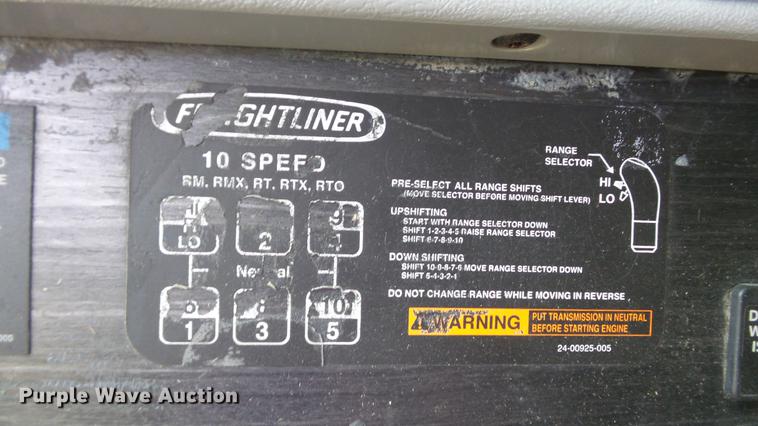 10 SPEED
RM, RMX, RT, RTX, RTO
LO
2
3
1
10
5
RANGE
SELECTOR
HI
LO
PRE-SELECT ALL RANGE SHIFTS
(MOVE SELECTOR BEFORE MOVING SHIFT LEVER)
UPSHIFTING
START WITH RANGE SELECTOR DOWN
SHIFT 1-2-3-4-5 RAISE RANGE SELECTOR
SHIFT 6-7-8-9-10
DOWN SHIFTING
SHIFT 10-9-8-7-6 MOVE RANGE SELECTOR DOWN
SHIFT 5-4-3-2-1
DO NOT CHANGE RANGE WHILE MOVING IN REVERSE
WARNING
PUT TRANSMISSION IN NEUTRAL
BEFORE STARTING ENGINE
24-00925-005
Purple Wave Auction